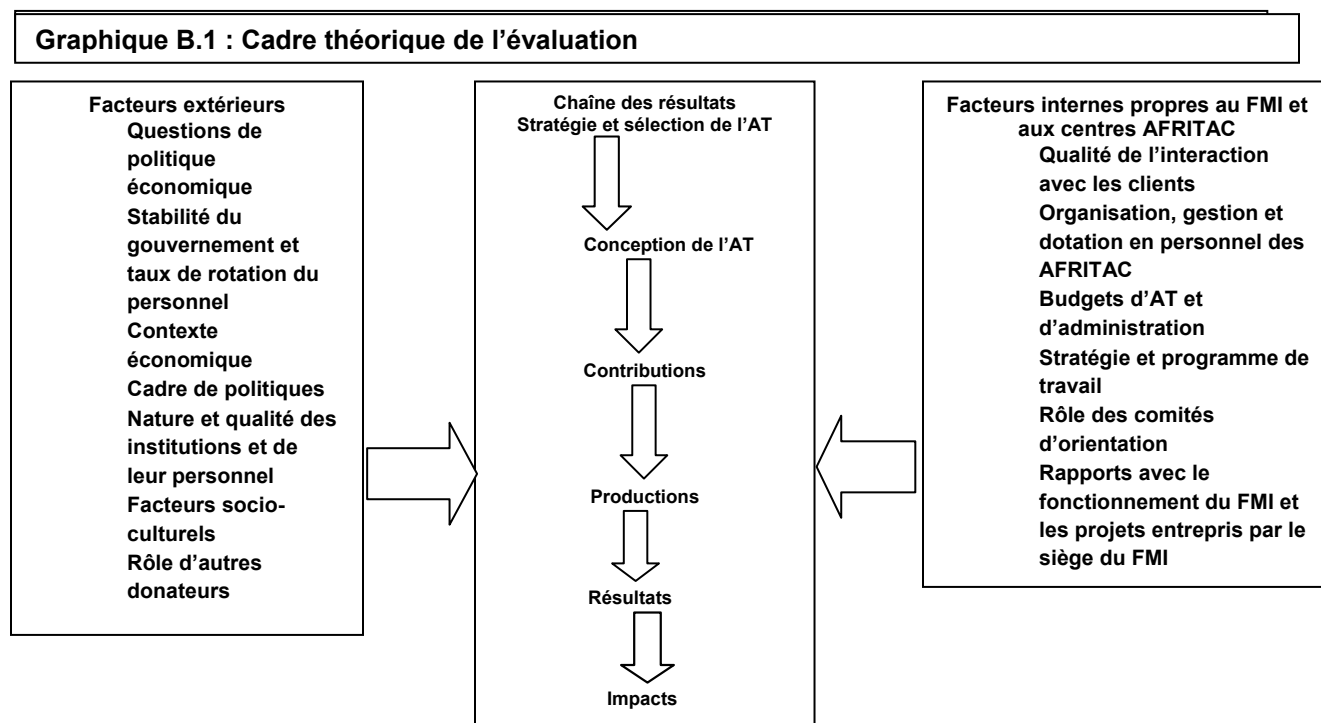 Graphique B.1 : Cadre théorique de l’évaluation
Facteurs extérieurs
Questions de
politique
économique
Stabilité du
gouvernement et
taux de rotation du
personnel
Contexte
économique
Cadre de politiques
Nature et qualité des
institutions et de
leur personnel
Facteurs socio-
culturels
Rôle d’autres
donateurs
Chaîne des résultats
Stratégie et sélection de l’AT
Conception de l’AT
Contributions
Productions
Résultats
Impacts
Facteurs internes propres au FMI et
aux centres AFRITAC
Qualité de l’interaction
avec les clients
Organisation, gestion et
dotation en personnel des
AFRITAC
Budgets d’AT et
d’administration
Stratégie et programme de
travail
Rôle des comités
d’orientation
Rapports avec le
fonctionnement du FMI et
les projets entrepris par le
siège du FMI